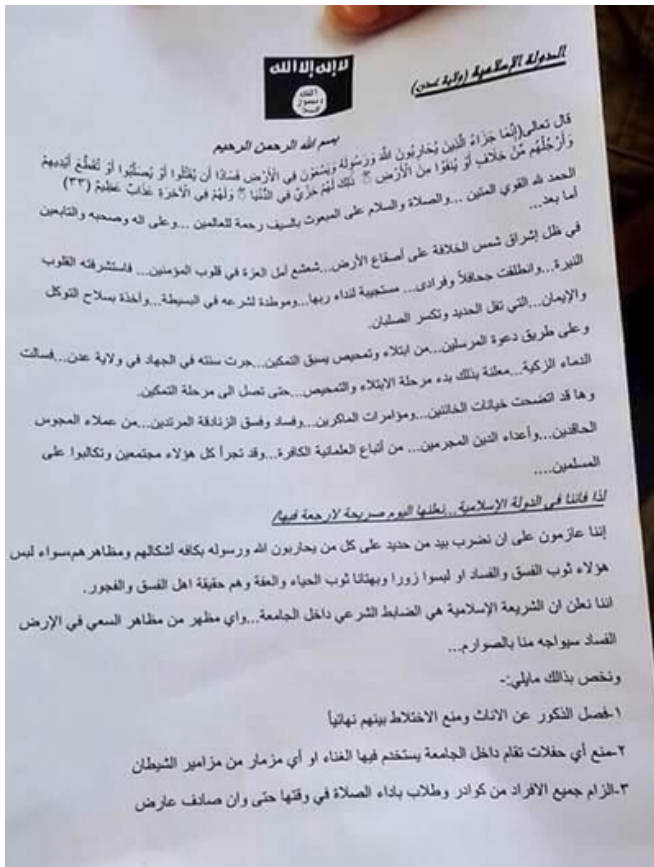 الدولة الإسلامية (ولاية عدن)
لا إله إلا الله
الله
رسول
محمد
بسم الله الرحمن الرحيم
قال تعالى(إِنَّمَا جَزَاءُ الَّذِينَ يُحَارِبُونَ اللَّهَ وَرَسُولَهُ وَيَسْعَوْنَ فِي الْأَرْضِ فَسَادًا أَن يُقَتَّلُوا أَوْ يُصَلَّبُوا أَوْ تُقَطَّعَ أَيْدِيهِمْ
وَأَرْجُلُهُم مِّنْ خِلَافٍ أَوْ يُنفَوْا مِنَ الْأَرْضِ ۚ ذَٰلِكَ لَهُمْ خِزْيٌ فِي الدُّنْيَا ۖ وَلَهُمْ فِي الْآخِرَةِ عَذَابٌ عَظِيمٌ (٣٣)
الحمد لله القوي المتين ...والصلاة والسلام على المبعوث بالسيف رحمة للعالمين ...وعلى اله وصحبه والتابعين
أما بعد...
في ظل إشراق شمس الخلافة على أصقاع الأرض...شعشع أمل العزة في قلوب المؤمنين... فاستشرفته القلوب
النيرة...وانطلقت جحافلاً وفرادى... مستجيبة لنداء ربها...وموطدة لشرعه في البسيطة...وأخذة بسلاح التوكل
والإيمان...التي تفل الحديد وتكسر الصلبان.
وعلى طريق دعوة المرسلين...من ابتلاء وتمحيص يسبق التمكين...جرت سنته في الجهاد في ولاية عدن...فسالت
الدماء الزكية...معلنة بذلك بدء مرحلة الابتلاء والتمحيص...حتى تصل الى مرحلة التمكين.
وها قد اتضحت خيانات الخائنين...ومؤامرات الماكرين...وفساد وفسق الزنادقة المرتدين...من عملاء المجوس
الحاقدين...وأعداء الدين المجرمين... من أتباع العلمانية الكافرة...وقد تجرأ كل هؤلاء مجتمعين وتكالبوا على
المسلمين....
لذا فاننا في الدولة الإسلامية...نعلنها اليوم صريحة لارجعة فيها/
إننا عازمون على ان نضرب بيد من حديد على كل من يحاربون الله ورسوله بكافه أشكالهم ومظاهرهم،سواء لبس
هؤلاء ثوب الفسق والفساد او لبسوا زورا وبهتانا ثوب الحياء والعفة وهم حقيقة اهل الفسق والفجور.
اننا نعلن ان الشريعة الإسلامية هي الضابط الشرعي داخل الجامعة...واي مظهر من مظاهر السعي في الإرض
الفساد سيواجه منا بالصوارم...
ونخص بذالك مايلي:-
١-فصل الذكور عن الاناث ومنع الاختلاط بينهم نهائياً
٢-منع أي حفلات تقام داخل الجامعة يستخدم فيها الغناء او أي مزمار من مزامير الشيطان
٣-الزام جميع الافراد من كوادر وطلاب باداء الصلاة في وقتها حتى وان صادف عارض